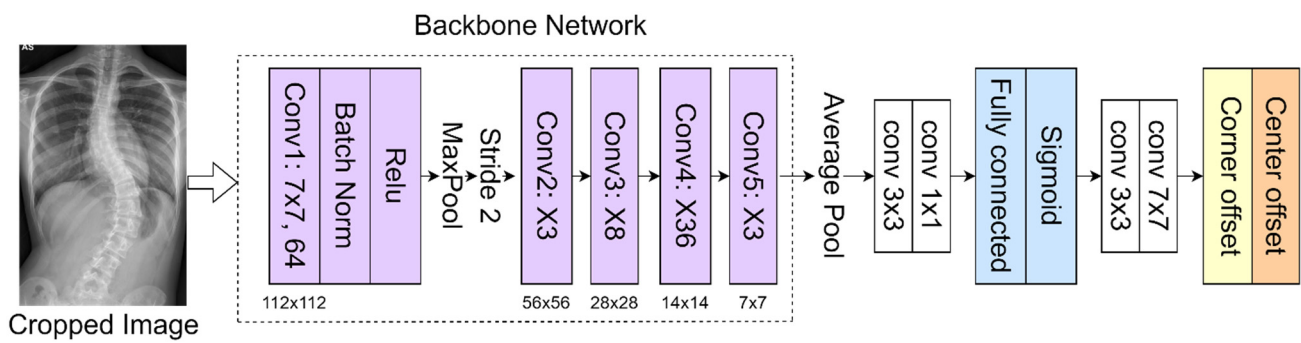 Backbone Network
AS
Cropped Image
Conv1: 7x7, 64
Batch Norm
Relu
112x112
MaxPool
Stride 2
Conv2: X3
56x56
Conv3: X8
28x28
Conv4: X36
14x14
Conv5: X3
7x7
Average Pool
conv 3x3
conv 1x1
Fully connected
Sigmoid
conv 3x3
conv 7x7
Corner offset
Center offset